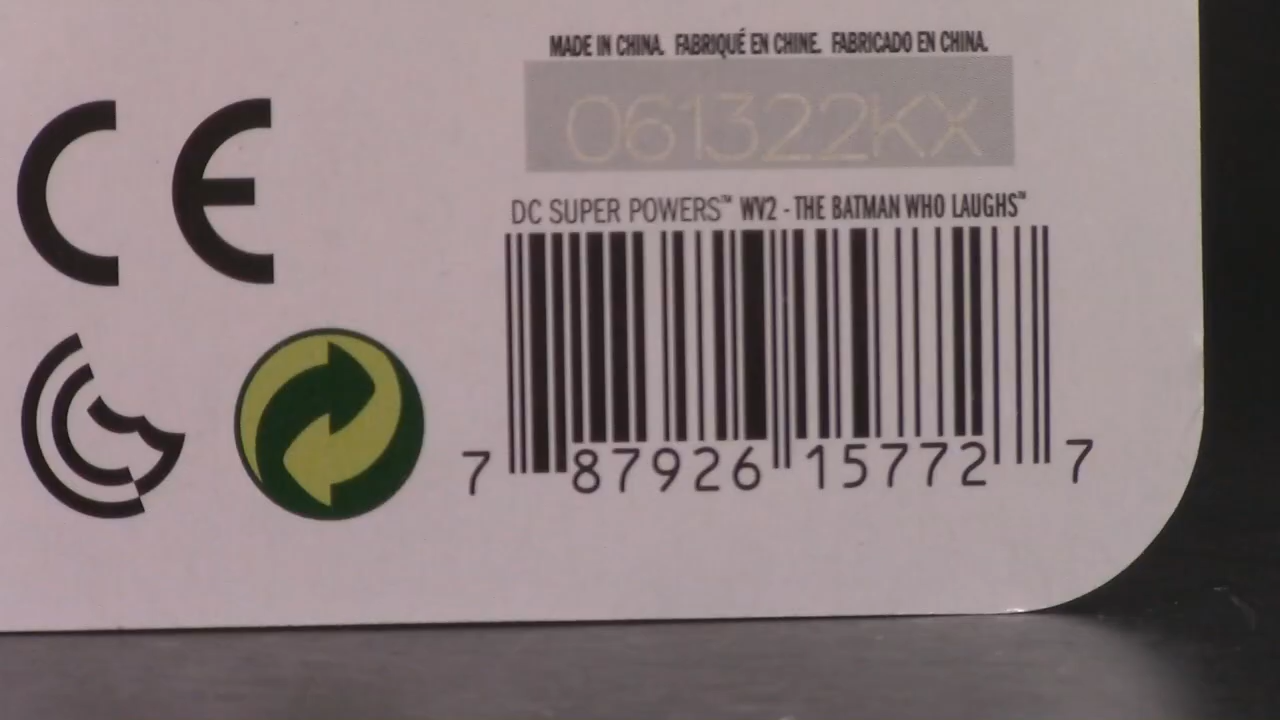 MADE IN CHINA. FABRIQUÉ EN CHINE. FABRICADO EN CHINA.
061322KX
DC SUPER POWERS™ WV2 - THE BATMAN WHO LAUGHS™
CE
7 87926 15772 7